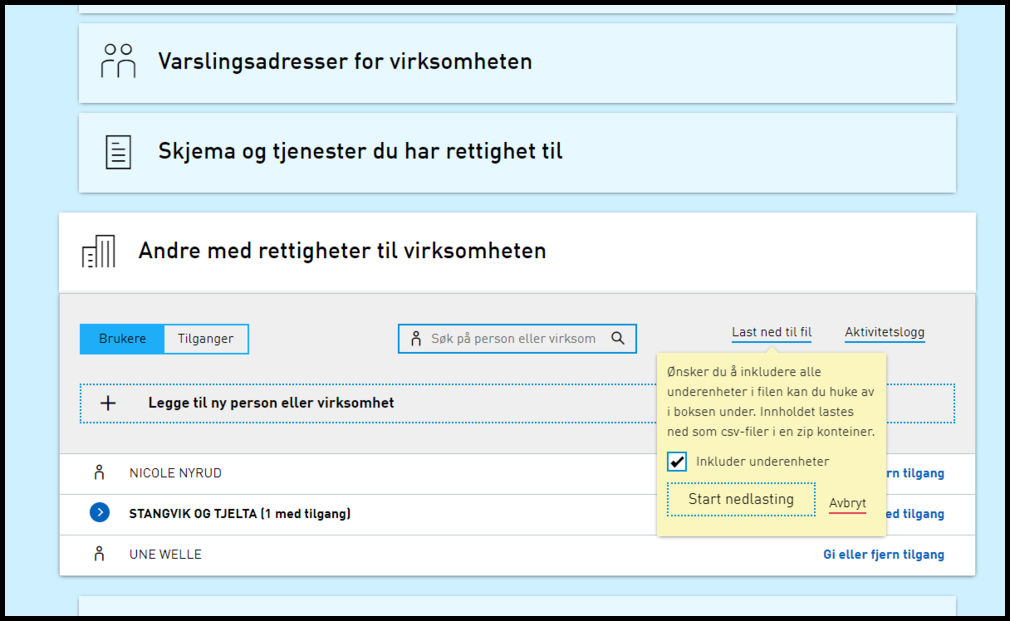 Varslingsadresser for virksomheten
Skjema og tjenester du har rettighet til
Andre med rettigheter til virksomheten
Brukere
Tilganger
Søk på person eller virksom
Last ned til fil
Aktivitetslogg
Legge til ny person eller virksomhet
Ønsker du å inkludere alle
underenheter i filen kan du huke av
i boksen under. Innholdet lastes
ned som csv-filer i en zip konteiner.
Inkluder underenheter
Start nedlasting
Avbryt
NICOLE NYRUD
rn tilgang
STANGVIK OG TJELTA (1 med tilgang)
ed tilgang
UNE WELLE
Gi eller fjern tilgang